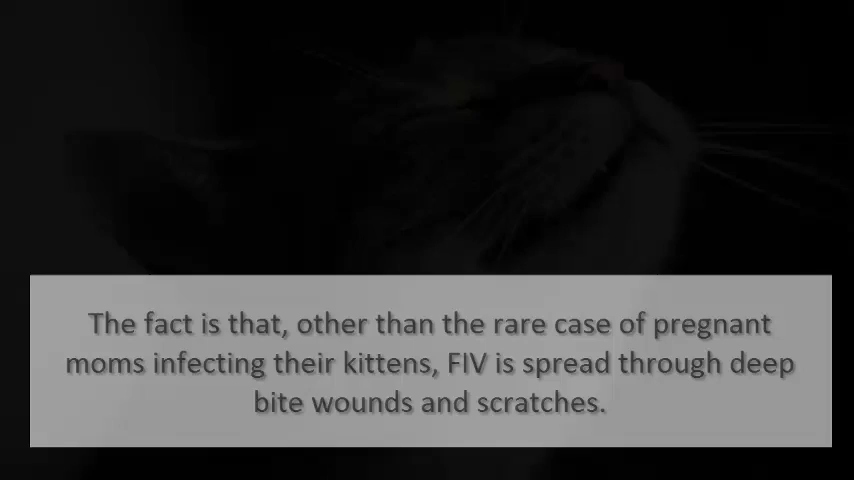 The fact is that, other than the rare case of pregnant
moms infecting their kittens, FIV is spread through deep
bite wounds and scratches.